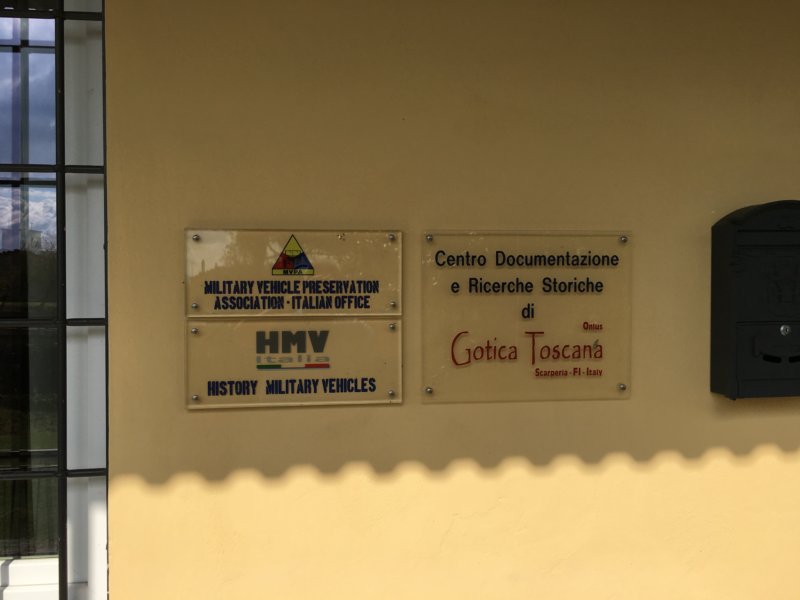 MVPA
MILITARY VEHICLE PRESERVATION
ASSOCIATION - ITALIAN OFFICE
HMV
italia
HISTORY MILITARY VEHICLES
Centro Documentazione
e Ricerche Storiche
di
Onlus
Gotica Toscana
Scarperia - FI - Italy